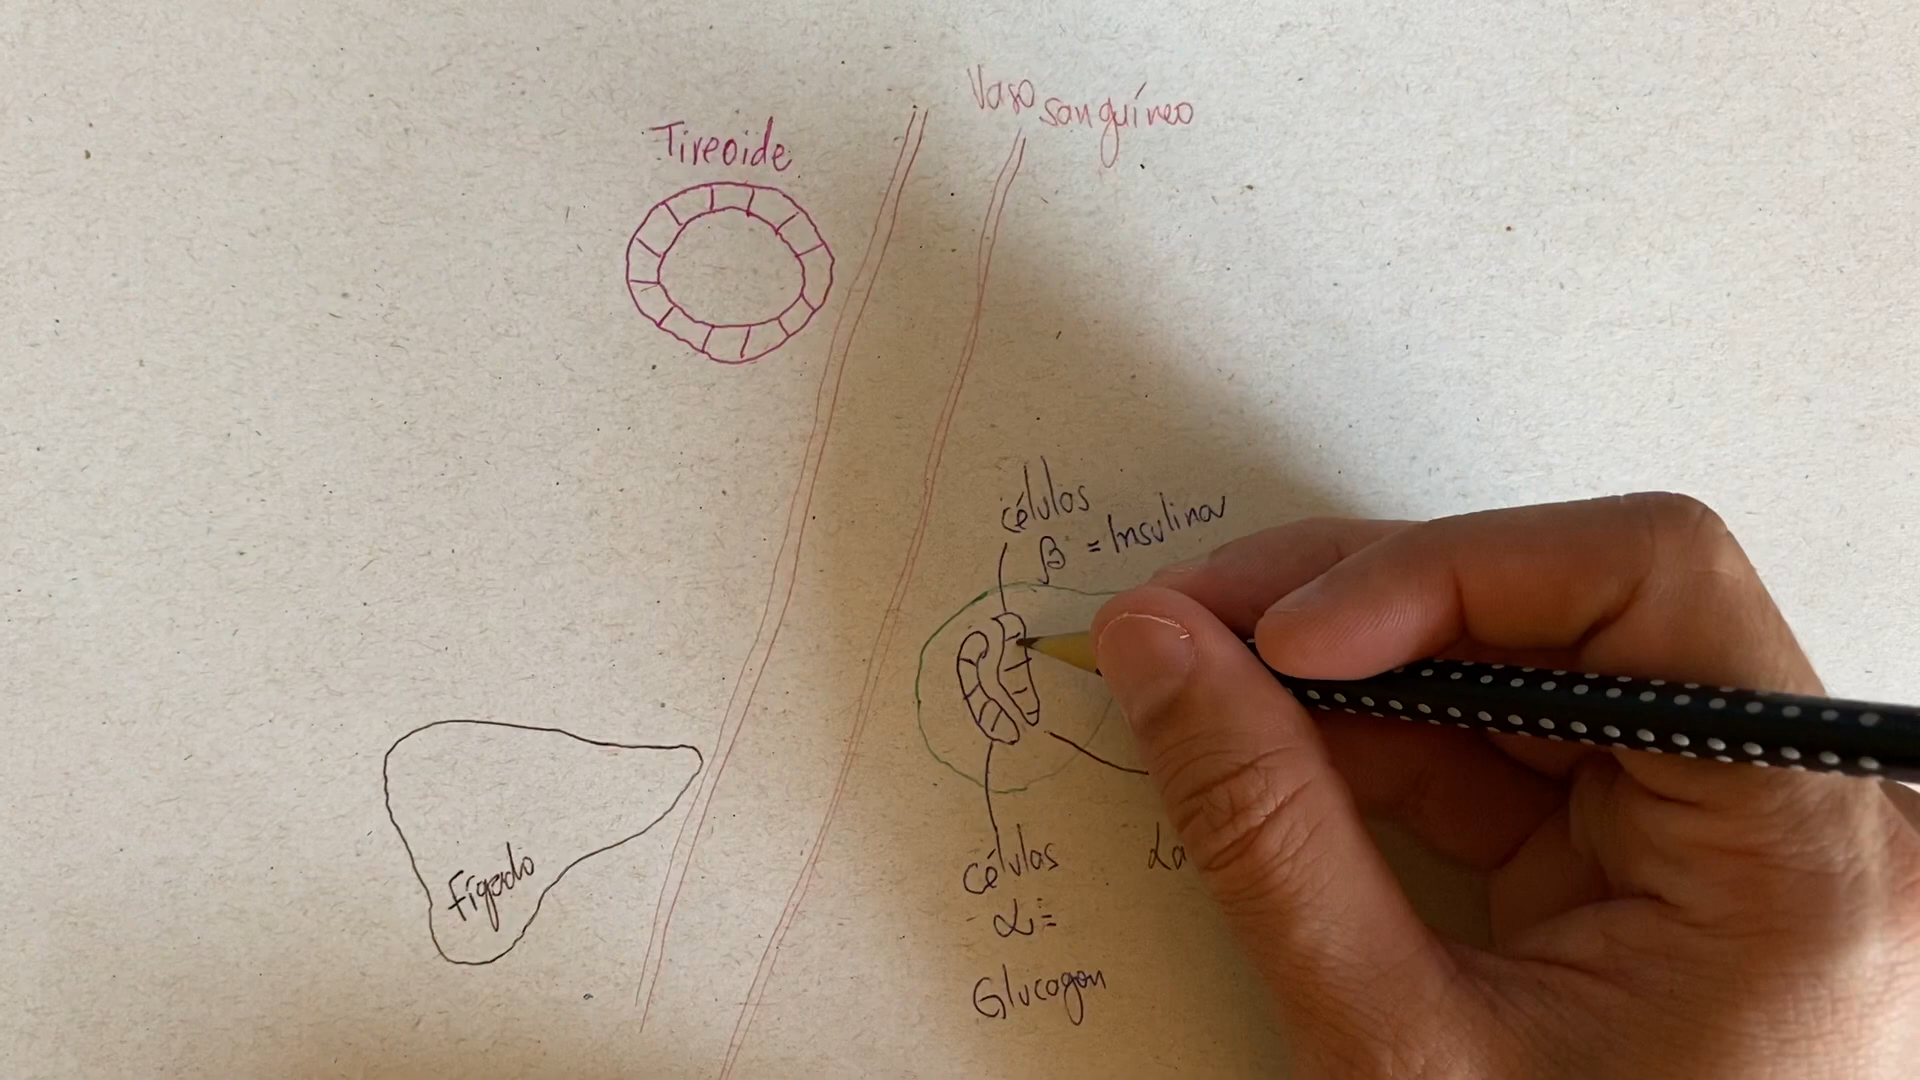 Vaso
sanguíneo
Tireoide
células
β = Insulina
Fígado
células
α =
Glucagon